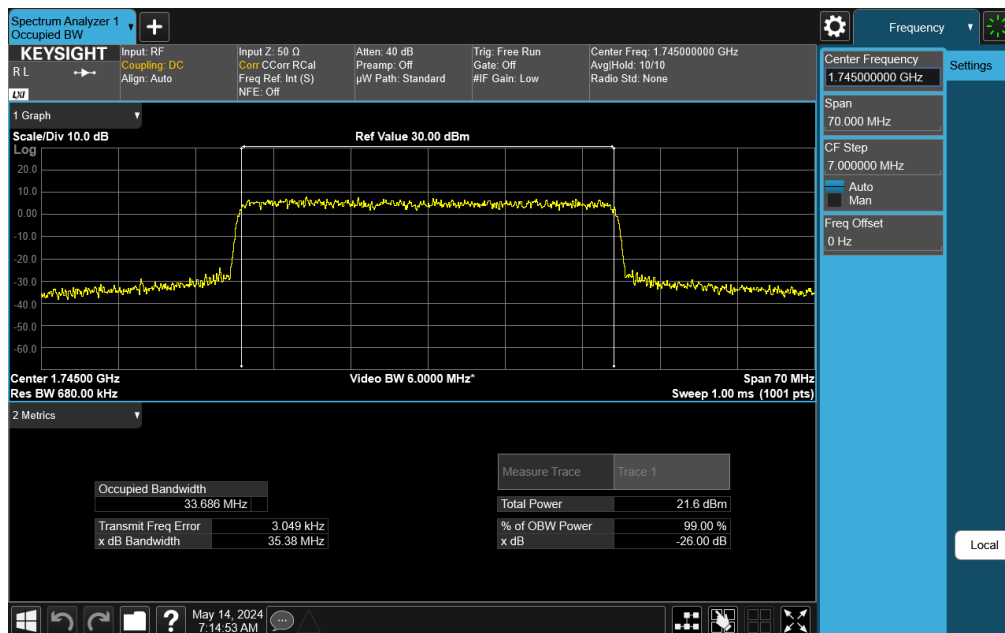 Spectrum Analyzer 1
Occupied BW
Frequency
KEYSIGHT
R L
LXI
Input: RF
Coupling: DC
Align: Auto
Input Z: 50 Ω
Corr CCorr RCal
Freq Ref: Int (S)
NFE: Off
Atten: 40 dB
Preamp: Off
µW Path: Standard
Trig: Free Run
Gate: Off
#IF Gain: Low
Center Freq: 1.745000000 GHz
Avg|Hold: 10/10
Radio Std: None
Center Frequency
1.745000000 GHz
Settings
Span
70.000 MHz
CF Step
7.000000 MHz
Auto
Man
Freq Offset
0 Hz
Local
1 Graph
Scale/Div 10.0 dB
Ref Value 30.00 dBm
Log
20.0
10.0
0.00
-10.0
-20.0
-30.0
-40.0
-50.0
-60.0
Center 1.74500 GHz
Video BW 6.0000 MHz*
Span 70 MHz
Res BW 680.00 kHz
Sweep 1.00 ms (1001 pts)
2 Metrics
Measure Trace Trace 1
Occupied Bandwidth
33.686 MHz
Total Power 21.6 dBm
Transmit Freq Error 3.049 kHz
% of OBW Power 99.00 %
x dB Bandwidth 35.38 MHz
x dB -26.00 dB
May 14, 2024
7:14:53 AM